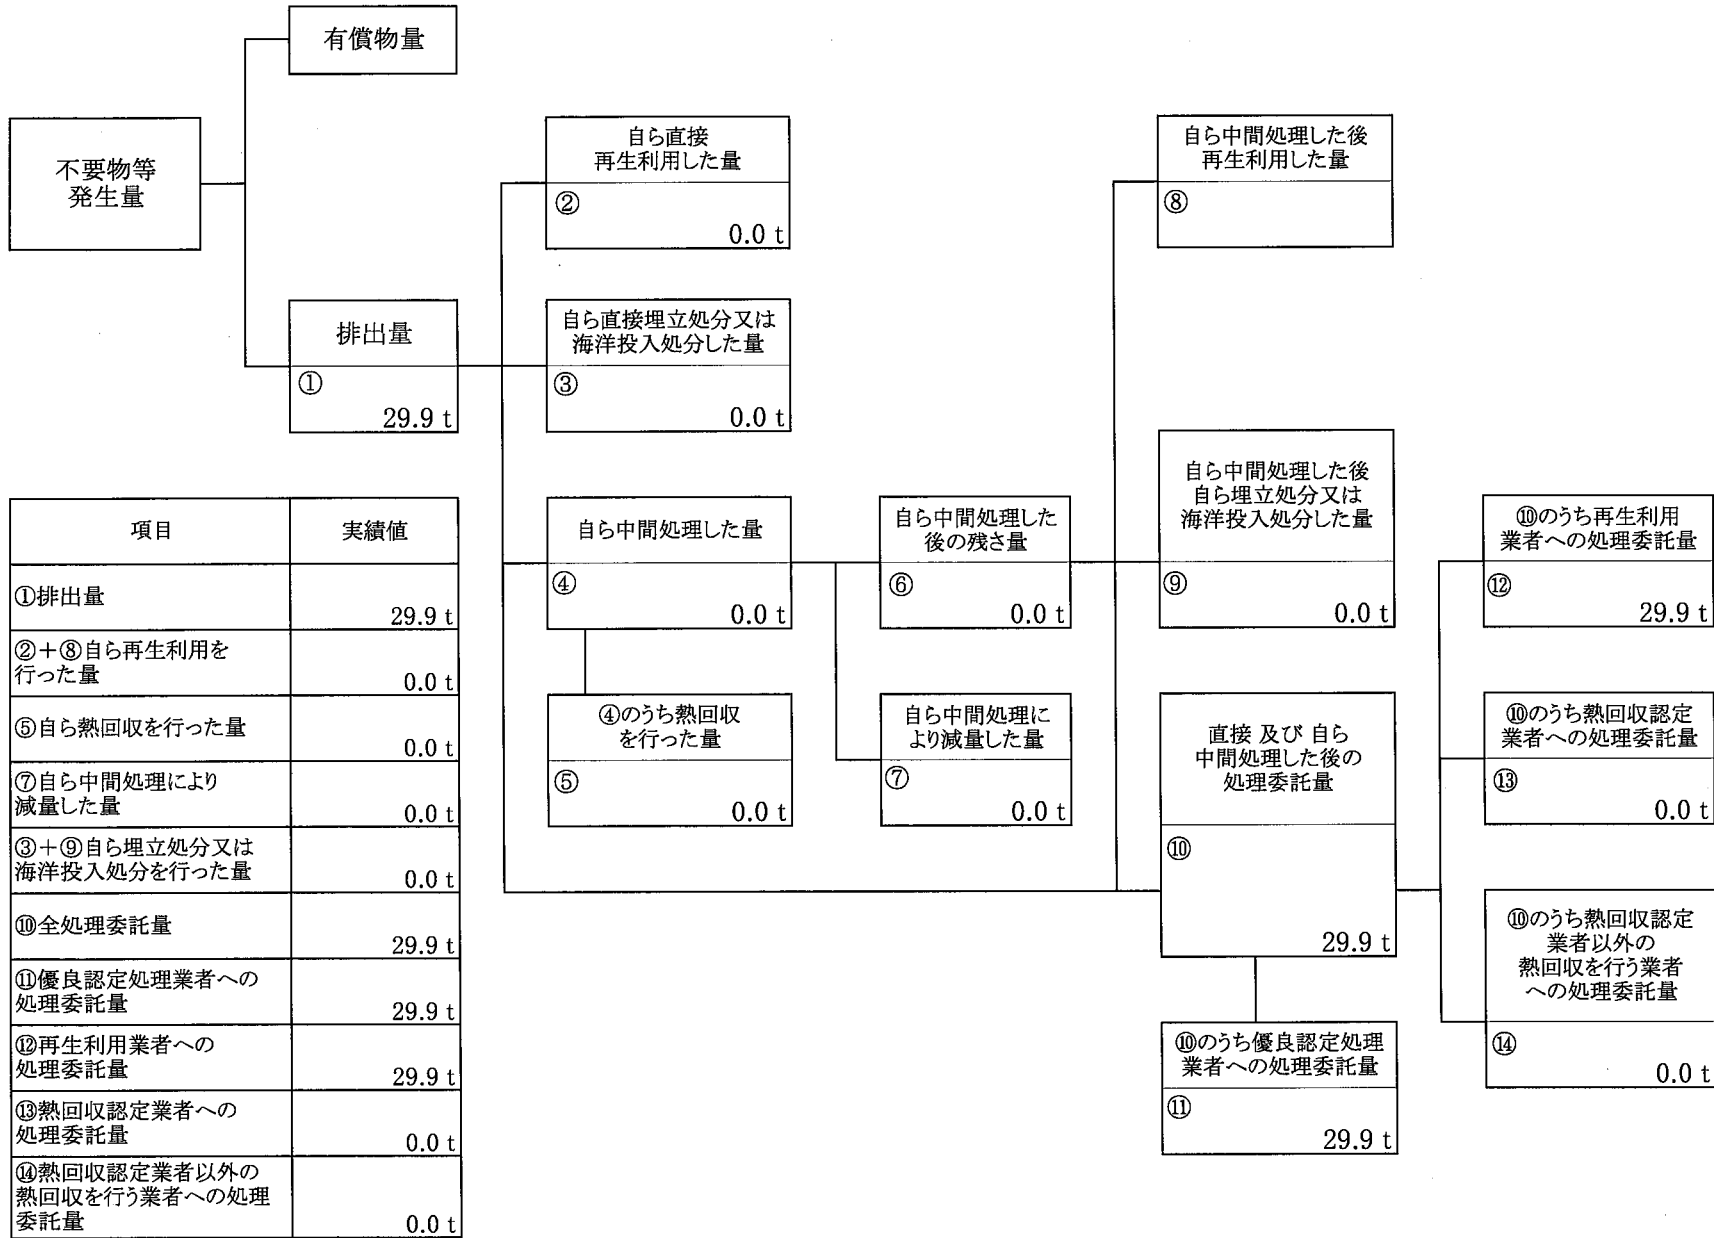 有償物量
不要物等
発生量
自ら直接
再生利用した量
②
0.0 t
自ら中間処理した後
再生利用した量
⑧
排出量
①
29.9 t
自ら直接埋立処分又は
海洋投入処分した量
③
0.0 t
自ら中間処理した量
④
0.0 t
自ら中間処理した
後の残さ量
⑥
0.0 t
自ら中間処理した後
自ら埋立処分又は
海洋投入処分した量
⑨
0.0 t
⑩のうち再生利用
業者への処理委託量
⑫
29.9 t
④のうち熱回収
を行った量
⑤
0.0 t
自ら中間処理に
より減量した量
⑦
0.0 t
直接 及び 自ら
中間処理した後の
処理委託量
⑩
29.9 t
⑩のうち熱回収認定
業者への処理委託量
⑬
0.0 t
⑩のうち熱回収認定
業者以外の
熱回収を行う業者
への処理委託量
⑭
0.0 t
⑩のうち優良認定処理
業者への処理委託量
⑪
29.9 t
項目 実績値
①排出量
29.9 t
②+⑧自ら再生利用を
行った量
0.0 t
⑤自ら熱回収を行った量
0.0 t
⑦自ら中間処理により
減量した量
0.0 t
③+⑨自ら埋立処分又は
海洋投入処分を行った量
0.0 t
⑩全処理委託量
29.9 t
⑪優良認定処理業者への
処理委託量
29.9 t
⑫再生利用業者への
処理委託量
29.9 t
⑬熱回収認定業者への
処理委託量
0.0 t
⑭熱回収認定業者以外の
熱回収を行う業者への処理
委託量
0.0 t